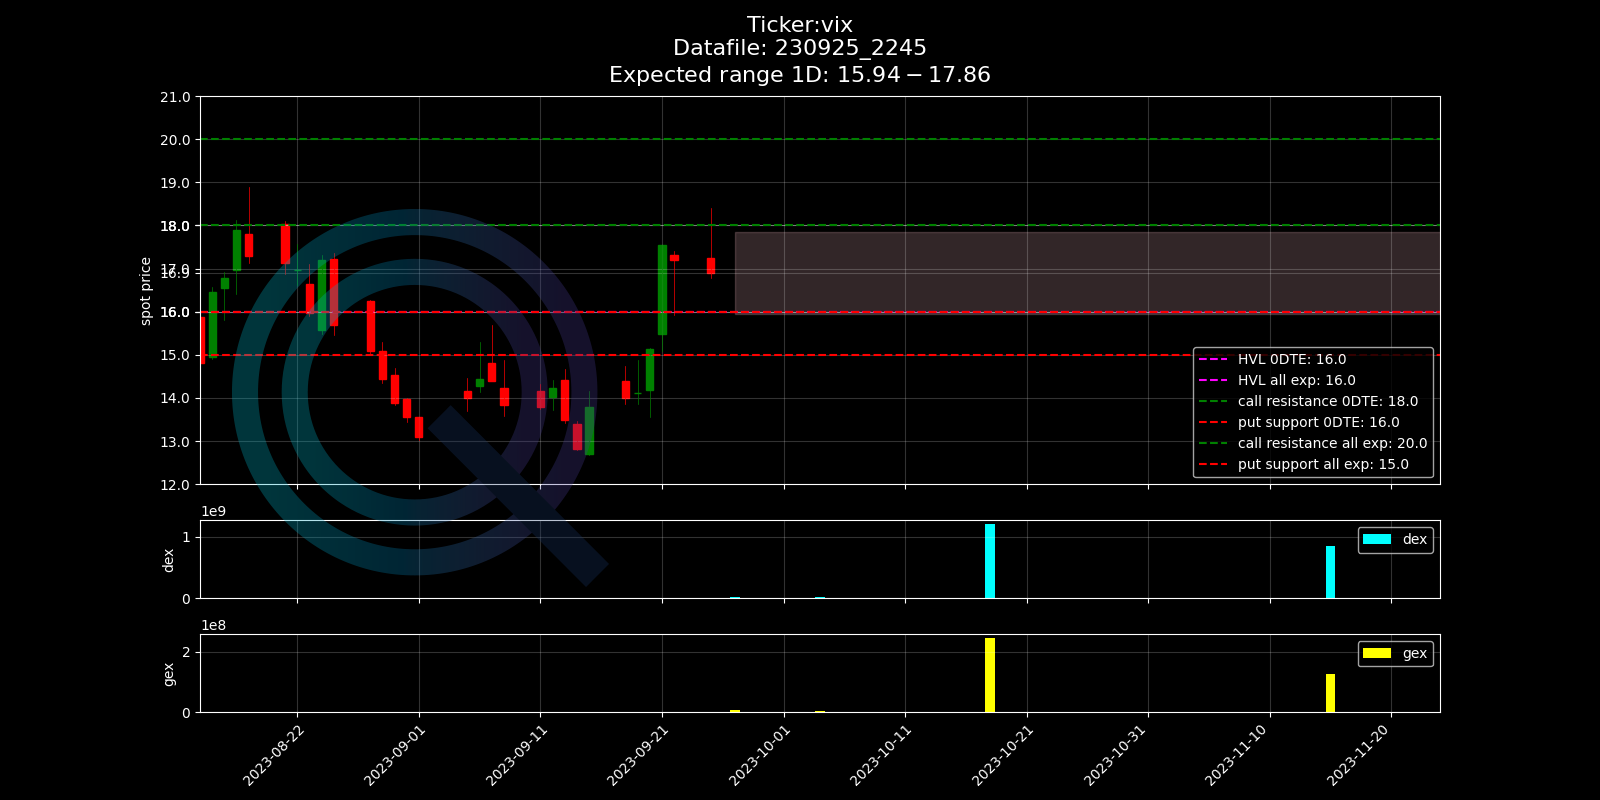 Ticker:vix
Datafile: 230925_2245
Expected range 1D: 15.94 − 17.86
21.0
20.0
19.0
18.0
17.0
16.9
16.0
15.0
14.0
13.0
12.0
spot price
HVL 0DTE: 16.0
HVL all exp: 16.0
call resistance 0DTE: 18.0
put support 0DTE: 16.0
call resistance all exp: 20.0
put support all exp: 15.0
1e9
1
0
dex
dex
1e8
2
0
gex
gex
2023-08-22
2023-09-01
2023-09-11
2023-09-21
2023-10-01
2023-10-11
2023-10-21
2023-10-31
2023-11-10
2023-11-20